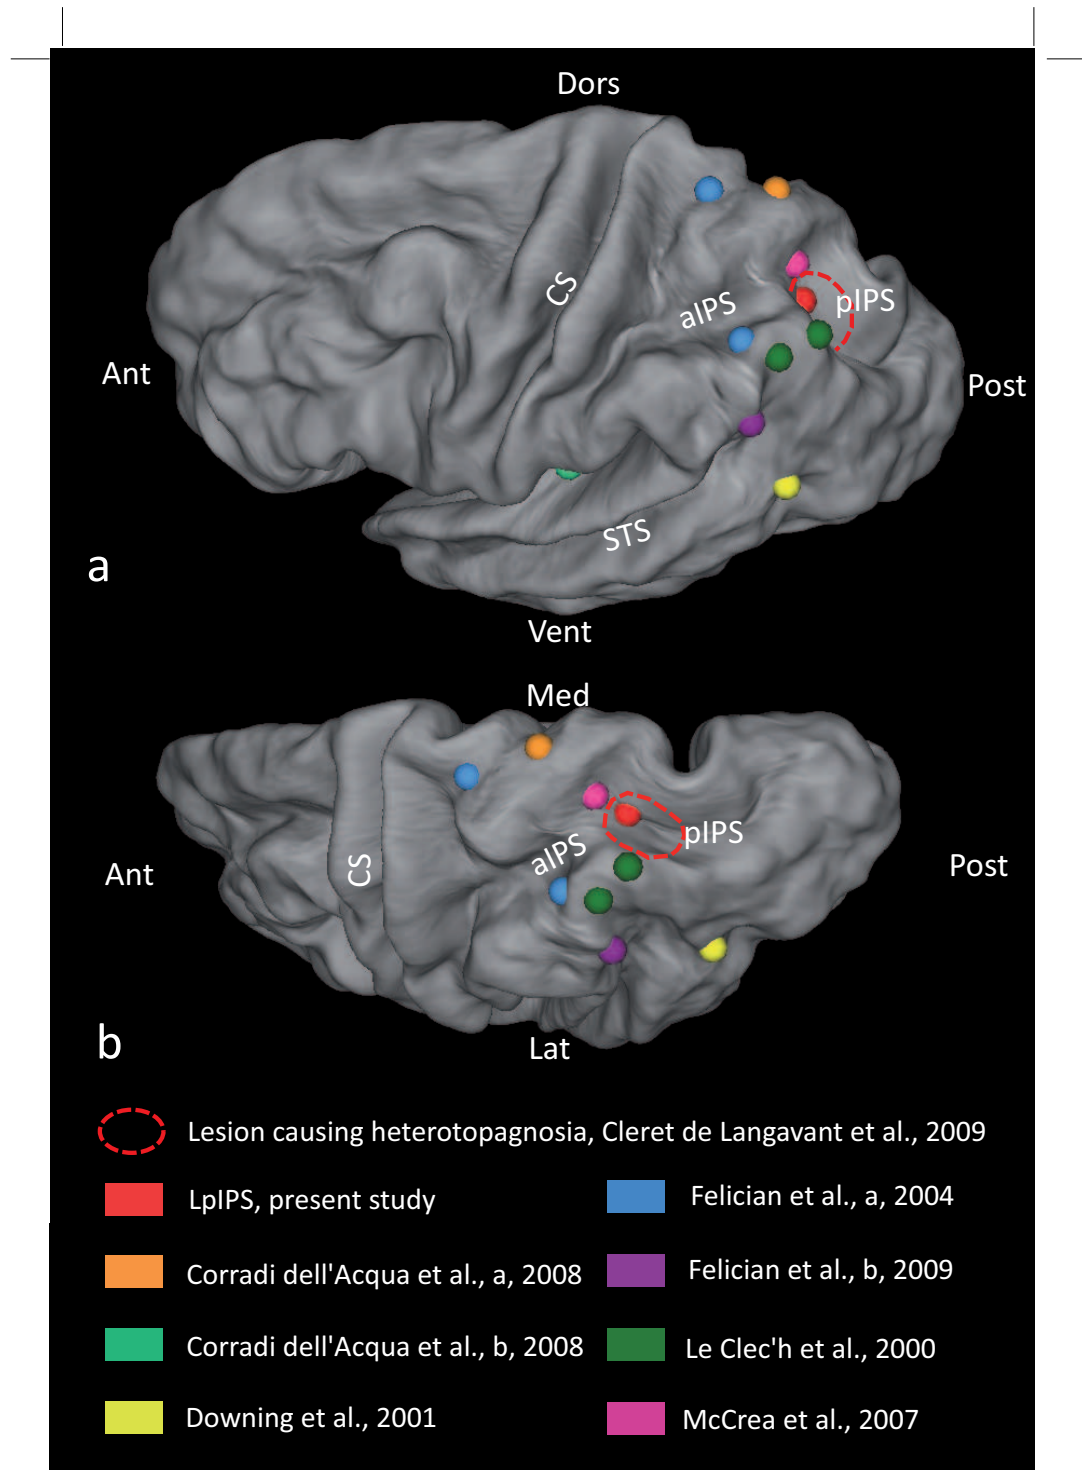 Dors
CS
aIPS
pIPS
Ant
Post
STS
a
Vent
Med
CS
aIPS
pIPS
Ant
Post
b
Lat
Lesion causing heterotopagnosia, Cleret de Langavant et al., 2009
LpIPS, present study
Felician et al., a, 2004
Corradi dell'Acqua et al., a, 2008
Felician et al., b, 2009
Corradi dell'Acqua et al., b, 2008
Le Clec'h et al., 2000
Downing et al., 2001
McCrea et al., 2007